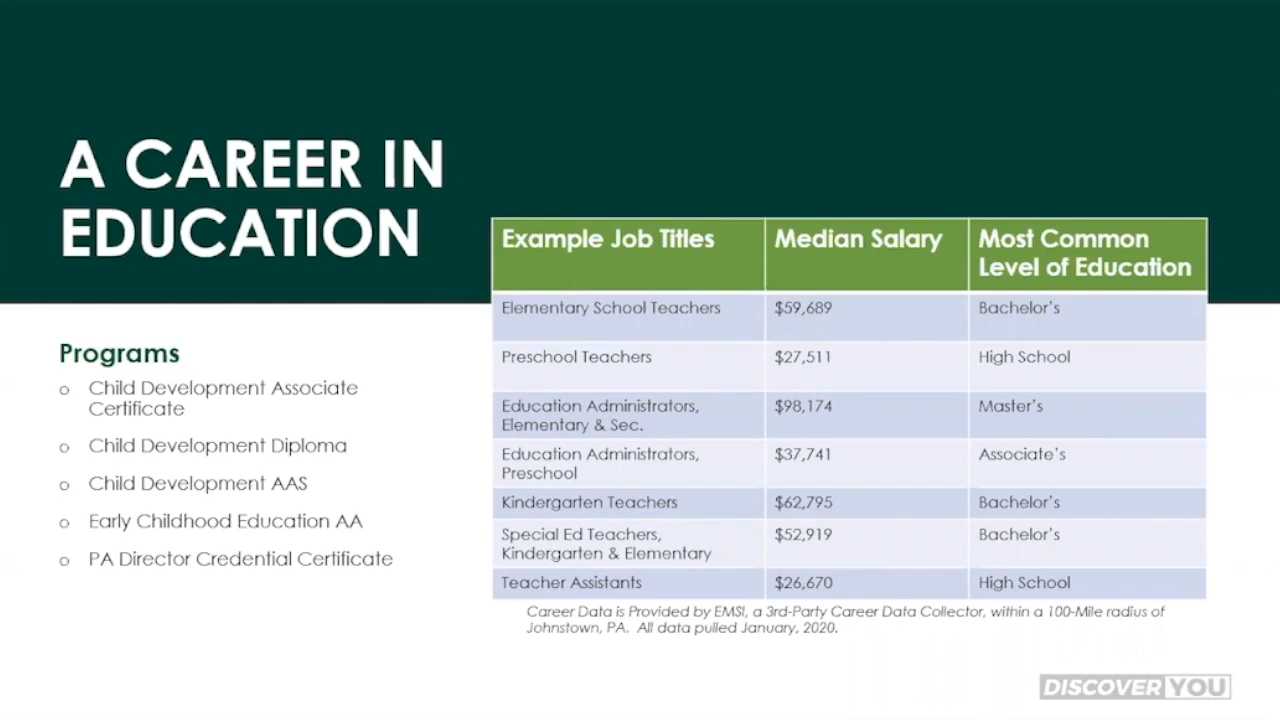 A CAREER IN
EDUCATION
Programs
o Child Development Associate
Certificate
o Child Development Diploma
o Child Development AAS
o Early Childhood Education AA
o PA Director Credential Certificate
Example Job Titles Median Salary Most Common
Level of Education
Elementary School Teachers $59,689 Bachelor's
Preschool Teachers $27,511 High School
Education Administrators, $98,174 Master's
Elementary & Sec.
Education Administrators, $37,741 Associate's
Preschool
Kindergarten Teachers $62,795 Bachelor's
Special Ed Teachers, $52,919 Bachelor's
Kindergarten & Elementary
Teacher Assistants $26,670 High School
Career Data is Provided by EMSI, a 3rd-Party Career Data Collector, within a 100-Mile radius of
Johnstown, PA.  All data pulled January, 2020.
DISCOVER YOU